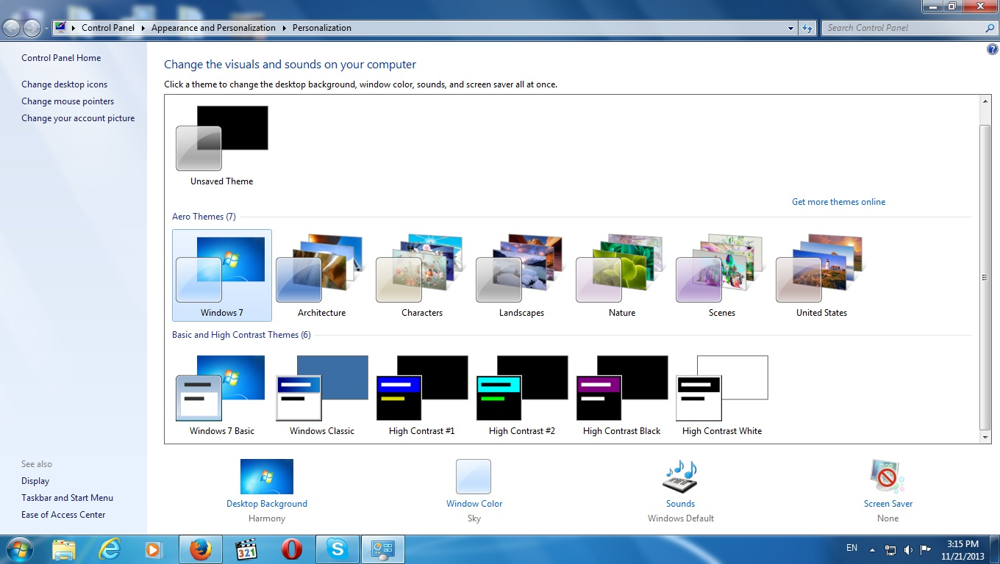 Control Panel Appearance and Personalization Personalization
Search Control Panel
Control Panel Home
Change desktop icons
Change mouse pointers
Change your account picture
Change the visuals and sounds on your computer
Click a theme to change the desktop background, window color, sounds, and screen saver all at once.
Unsaved Theme
Get more themes online
Aero Themes (7)
Windows 7 Architecture Characters Landscapes Nature Scenes United States
Basic and High Contrast Themes (6)
Windows 7 Basic Windows Classic High Contrast #1 High Contrast #2 High Contrast Black High Contrast White
See also
Display
Taskbar and Start Menu
Ease of Access Center
Desktop Background Window Color Sounds Screen Saver
Harmony Sky Windows Default None
321
EN
3:15 PM
11/21/2013